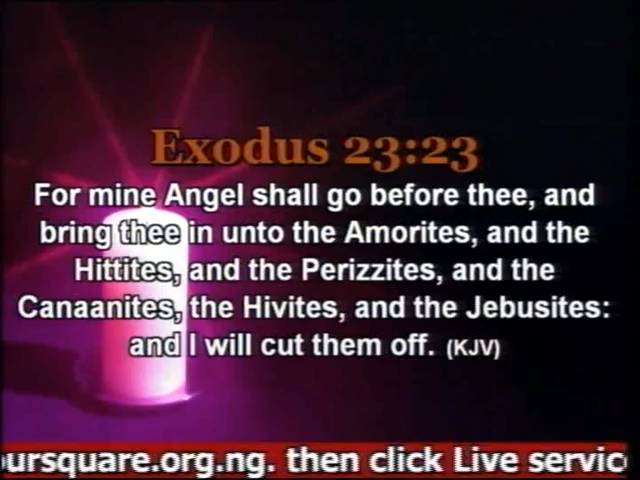 Exodus 23:23
For mine Angel shall go before thee, and
bring thee in unto the Amorites, and the
Hittites, and the Perizzites, and the
Canaanites, the Hivites, and the Jebusites:
and I will cut them off. (KJV)
oursquare.org.ng. then click Live servic